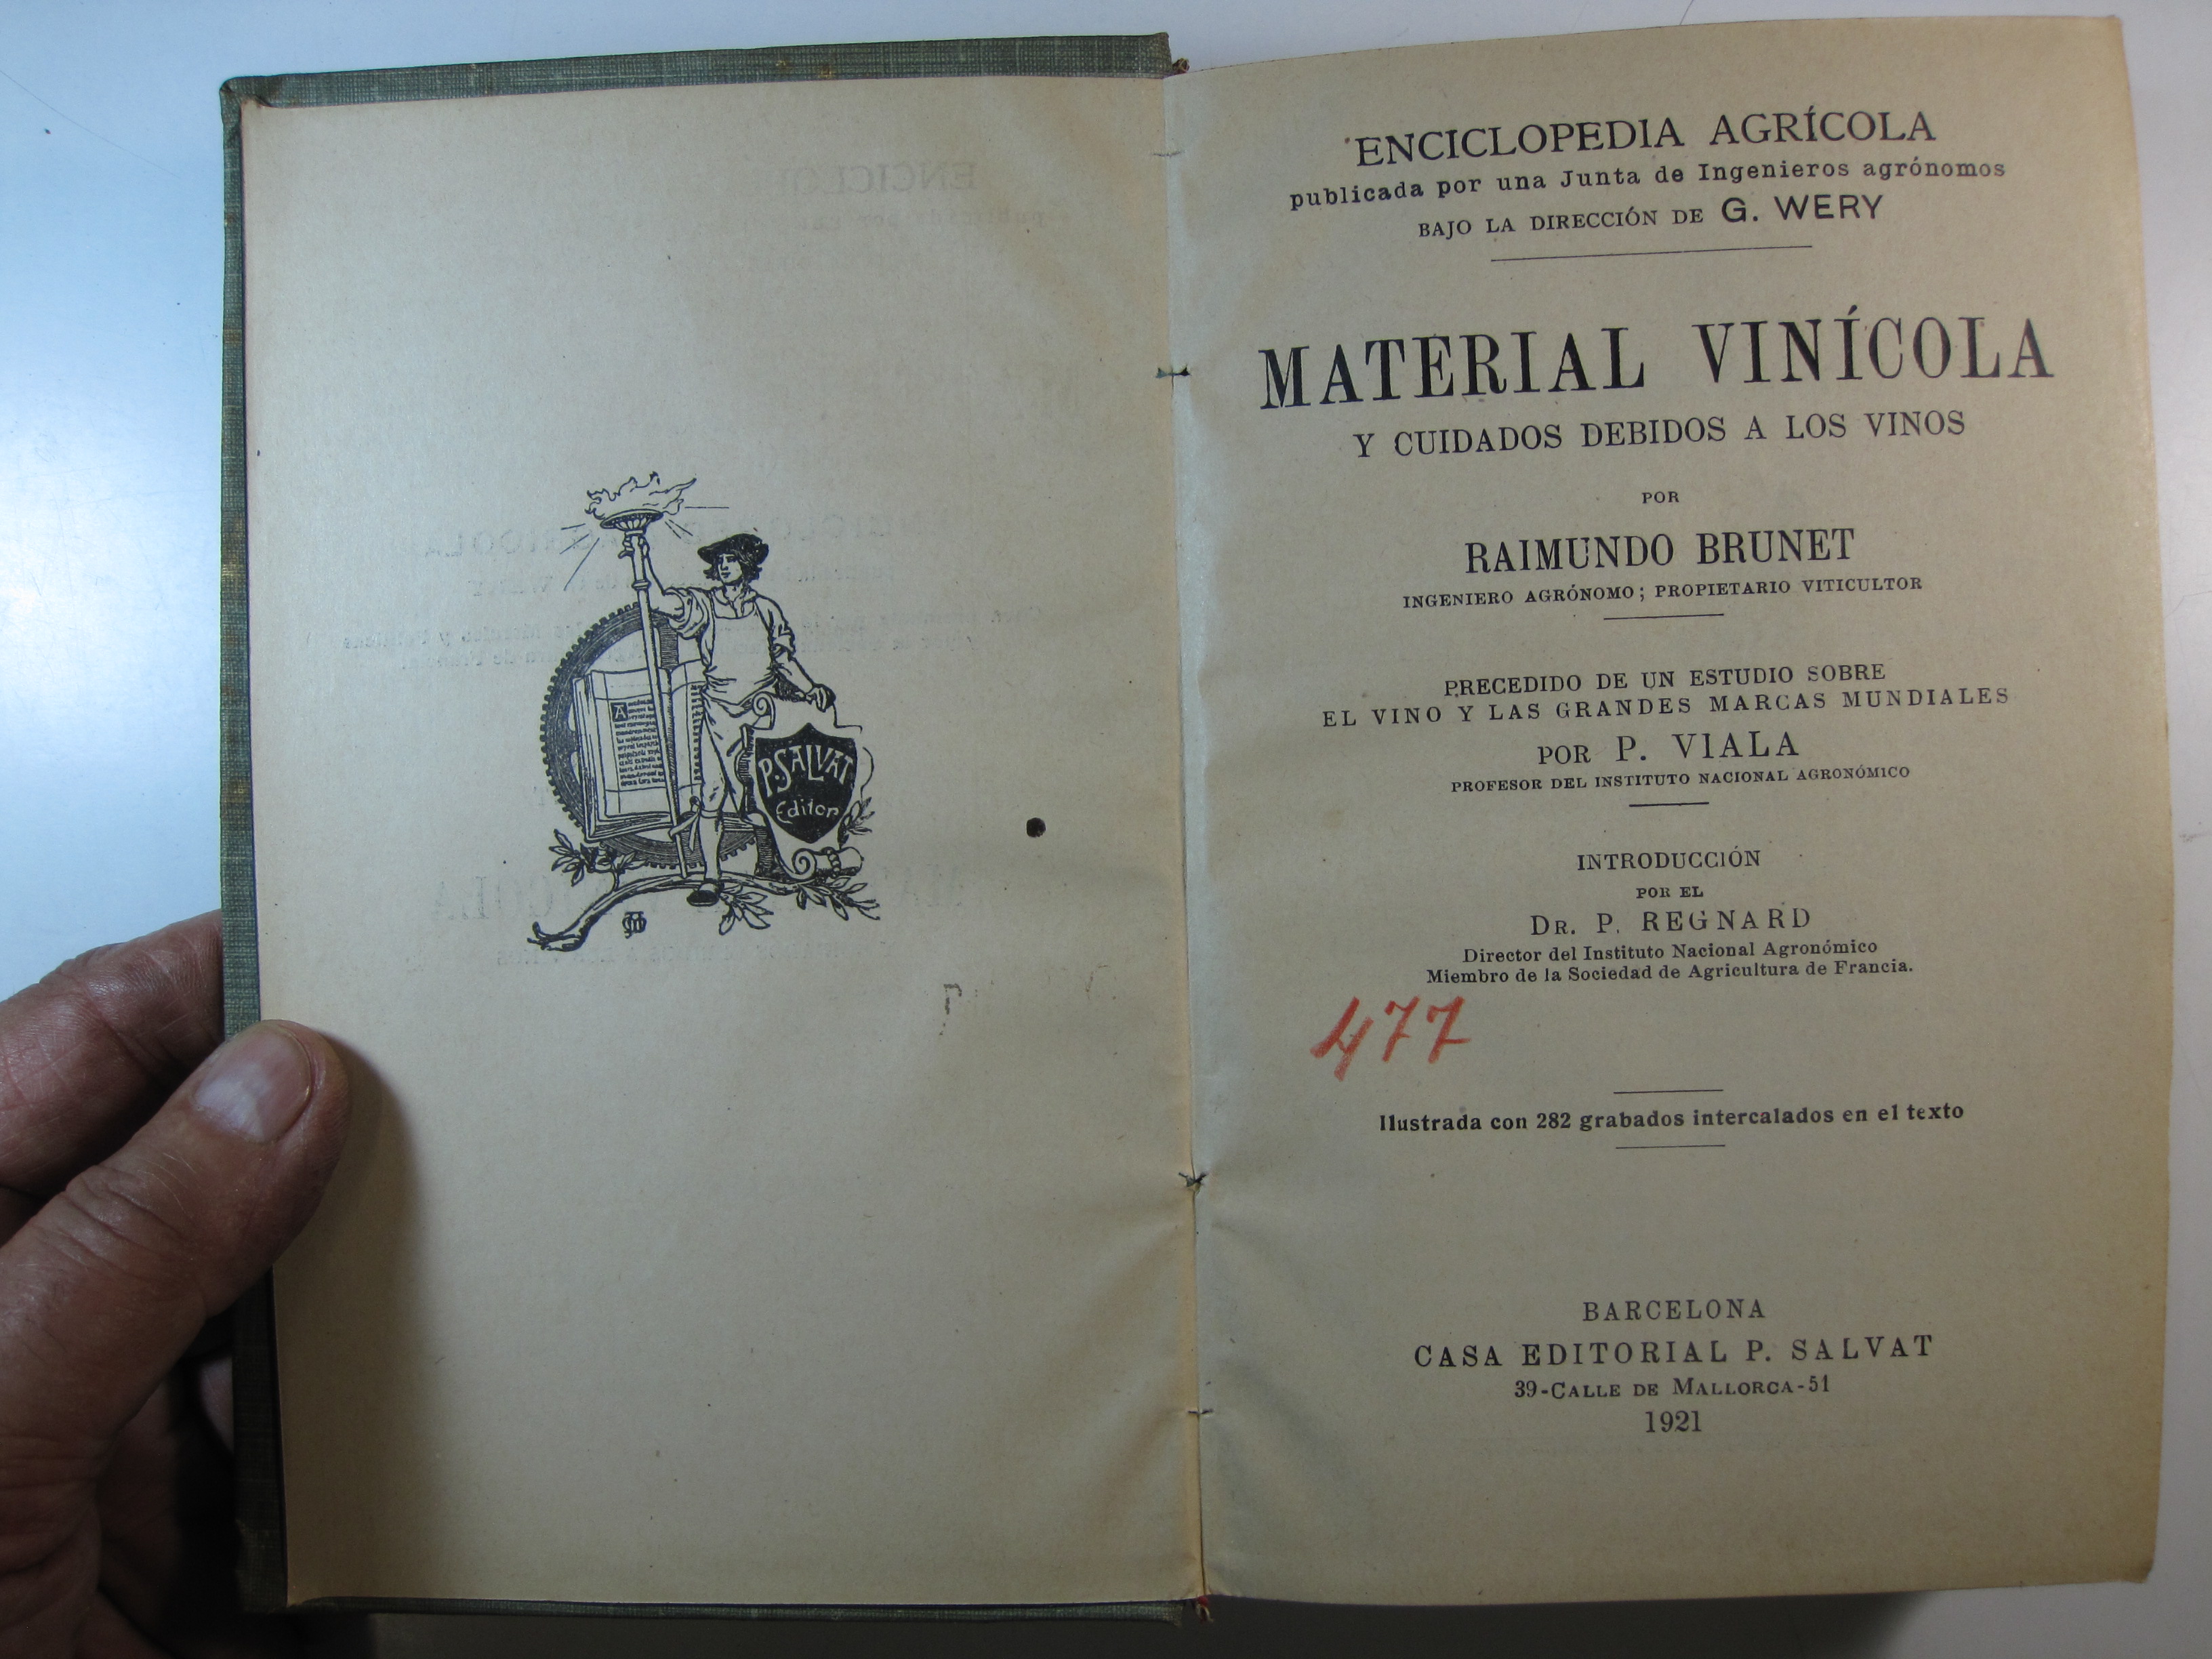 P. SALVAT
Editor
ENCICLOPEDIA AGRÍCOLA
publicada por una Junta de Ingenieros agrónomos
BAJO LA DIRECCIÓN DE G. WERY
MATERIAL VINÍCOLA
Y CUIDADOS DEBIDOS A LOS VINOS
POR
RAIMUNDO BRUNET
INGENIERO AGRÓNOMO; PROPIETARIO VITICULTOR
PRECEDIDO DE UN ESTUDIO SOBRE
EL VINO Y LAS GRANDES MARCAS MUNDIALES
POR P. VIALA
PROFESOR DEL INSTITUTO NACIONAL AGRONÓMICO
INTRODUCCIÓN
POR EL
DR. P. REGNARD
Director del Instituto Nacional Agronómico
Miembro de la Sociedad de Agricultura de Francia.
477
Ilustrada con 282 grabados intercalados en el texto
BARCELONA
CASA EDITORIAL P. SALVAT
39-CALLE DE MALLORCA-51
1921